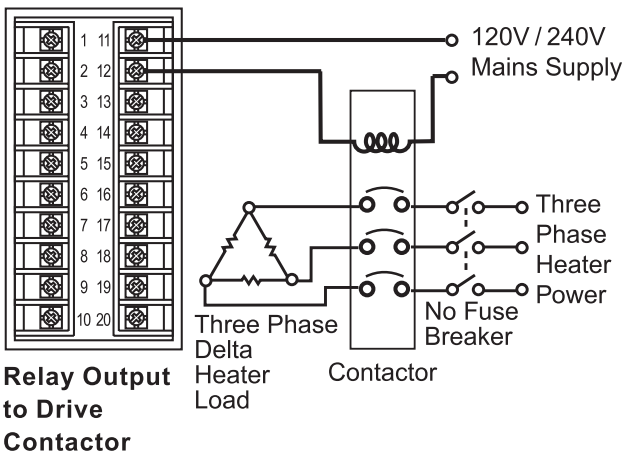 1 11
2 12
3 13
4 14
5 15
6 16
7 17
8 18
9 19
10 20
120V / 240V
Mains Supply
Three
Phase
Heater
Power
No Fuse
Breaker
Three Phase
Delta
Heater
Load
Contactor
Relay Output
to Drive
Contactor